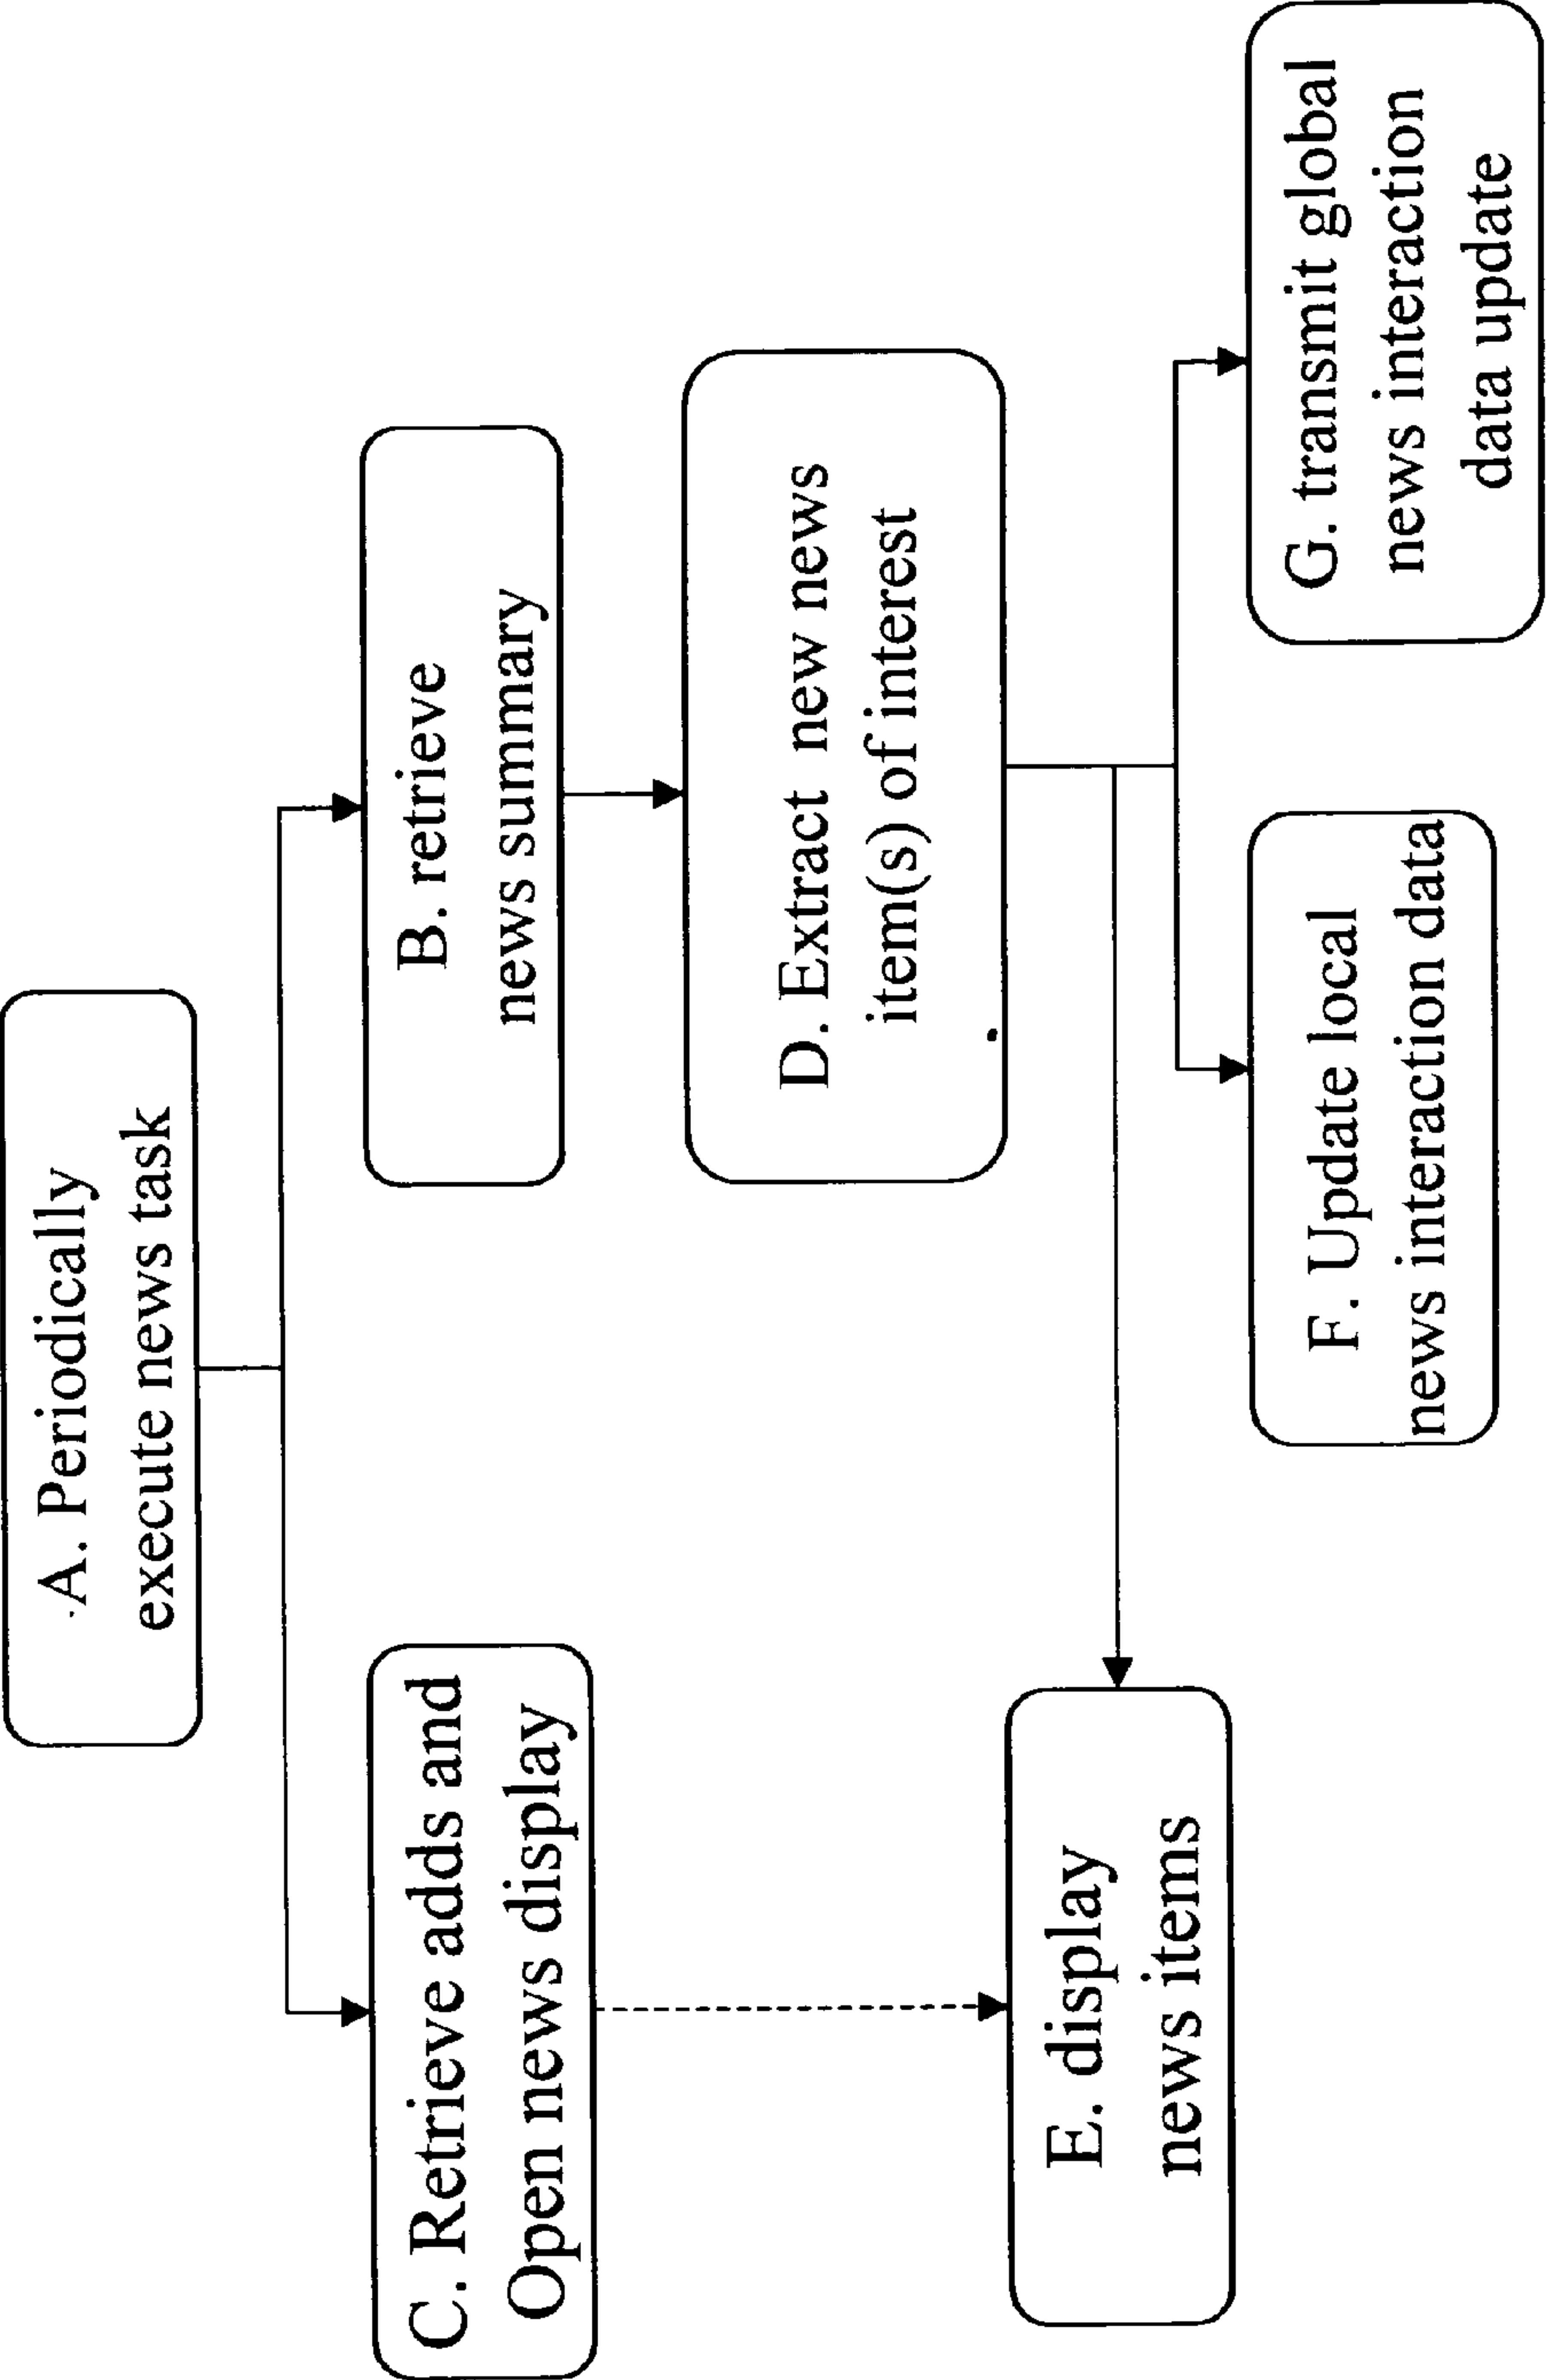 A. Periodically
execute news task
B. retrieve
news summary
C. Retrieve adds and
Open news display
D. Extract new news
item(s) of interest
E. display
news items
F. Update local
news interaction data
G. transmit global
news interaction
data update